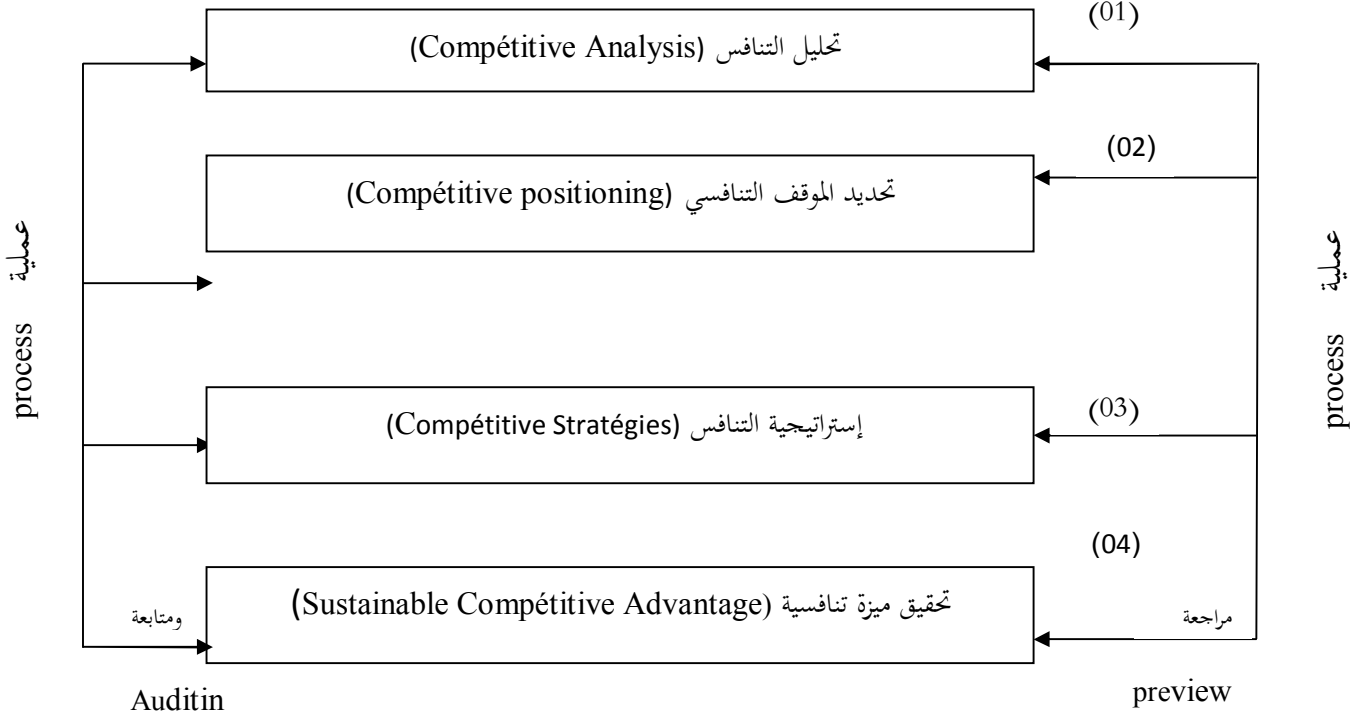 (01)
تحليل التنافس (Compétitive Analysis)
(02)
تحديد الموقف التنافسي (Compétitive positioning)
عملية process
عملية process
(03)
إستراتيجية التنافس (Compétitive Stratégies)
(04)
تحقيق ميزة تنافسية (Sustainable Compétitive Advantage)
ومتابعة
مراجعة
Auditin
preview